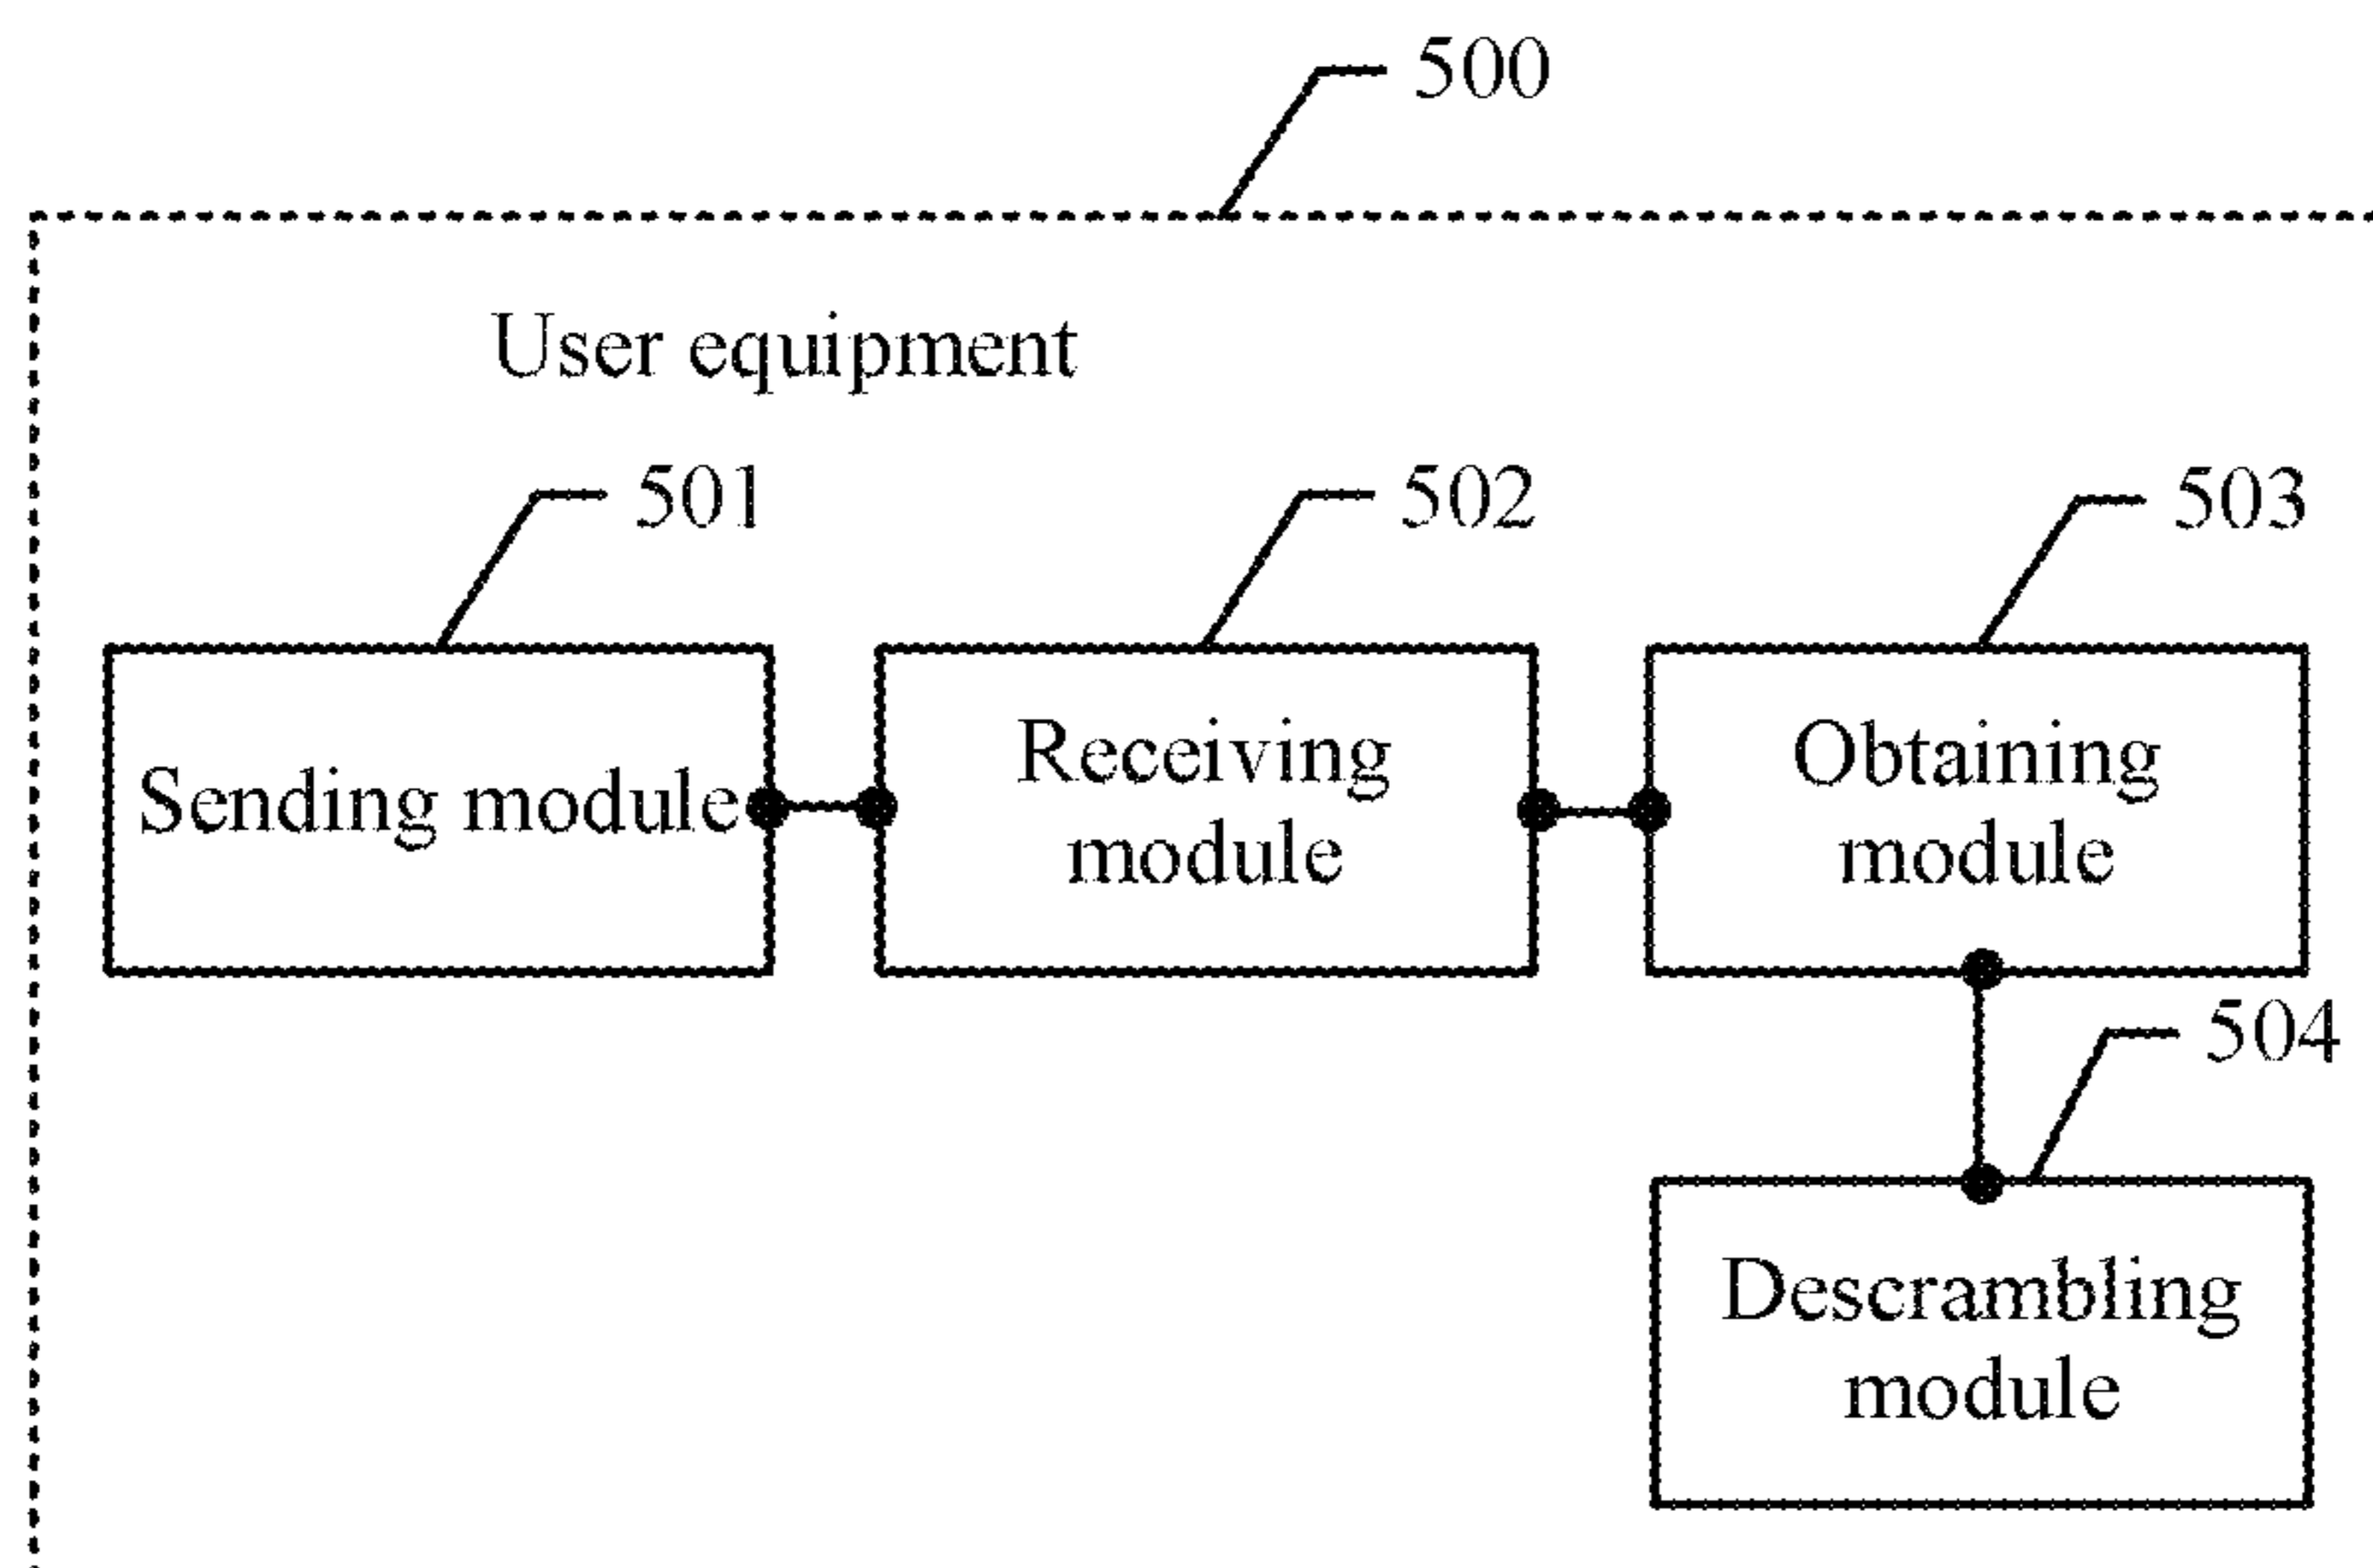 500
User equipment
501
502
503
Sending module
Receiving
module
Obtaining
module
504
Descrambling
module